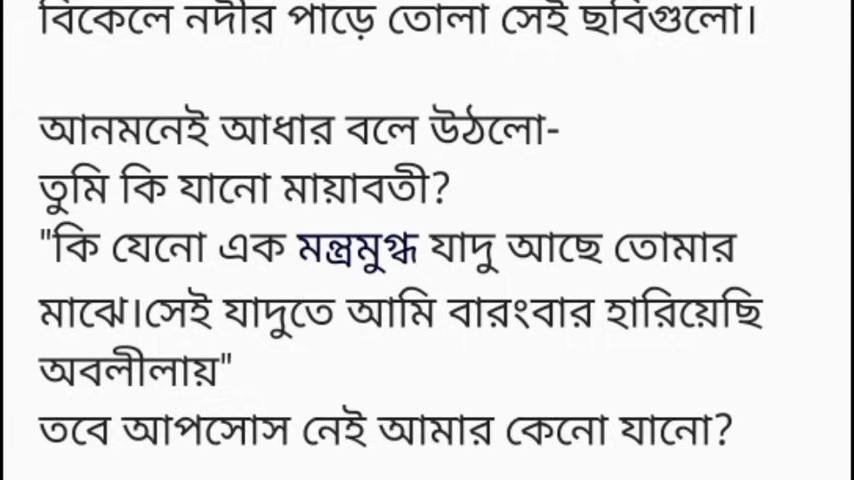 বিকেলে নদীর পাড়ে তোলা সেই ছবিগুলো।
আনমনেই আধার বলে উঠলো-
তুমি কি যানো মায়াবতী?
"কি যেনো এক মন্ত্রমুগ্ধ যাদু আছে তোমার
মাঝে।সেই যাদুতে আমি বারংবার হারিয়েছি
অবলীলায়"
তবে আপসোস নেই আমার কেনো যানো?